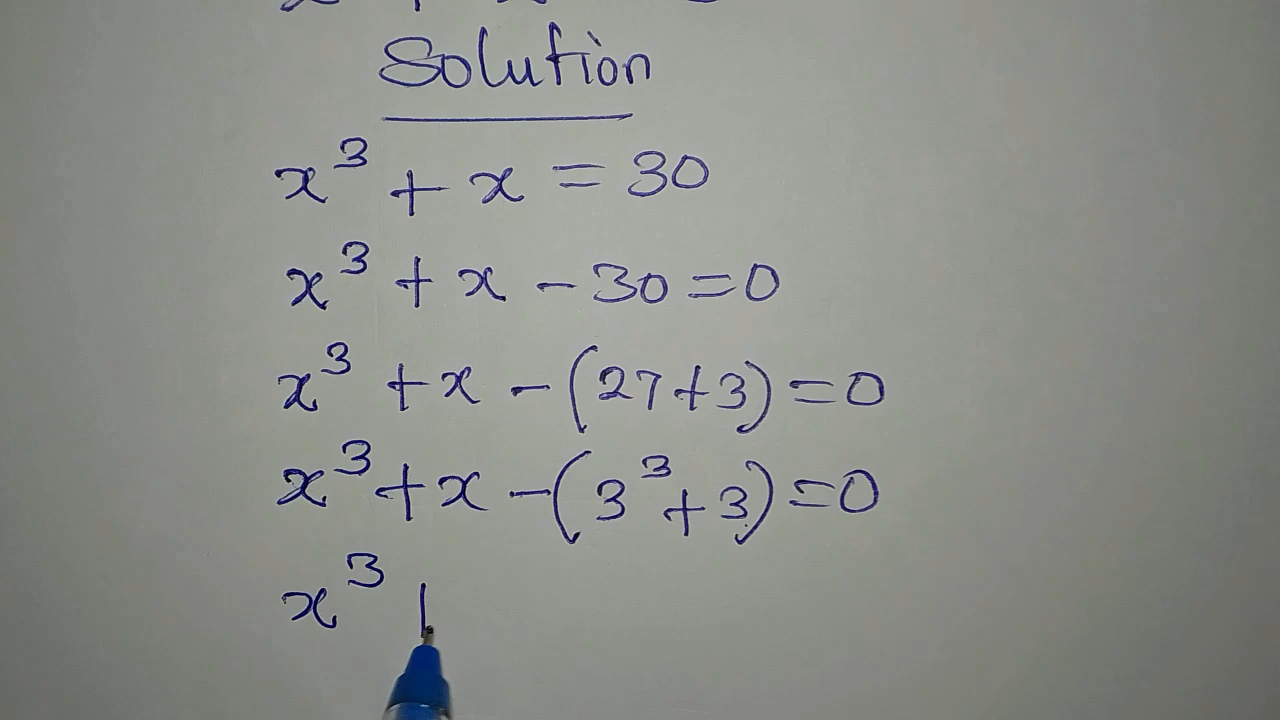 Solution
x³ + x = 30
x³ + x - 30 = 0
x³ + x - (27 + 3) = 0
x³ + x - (3³ + 3) = 0
x³